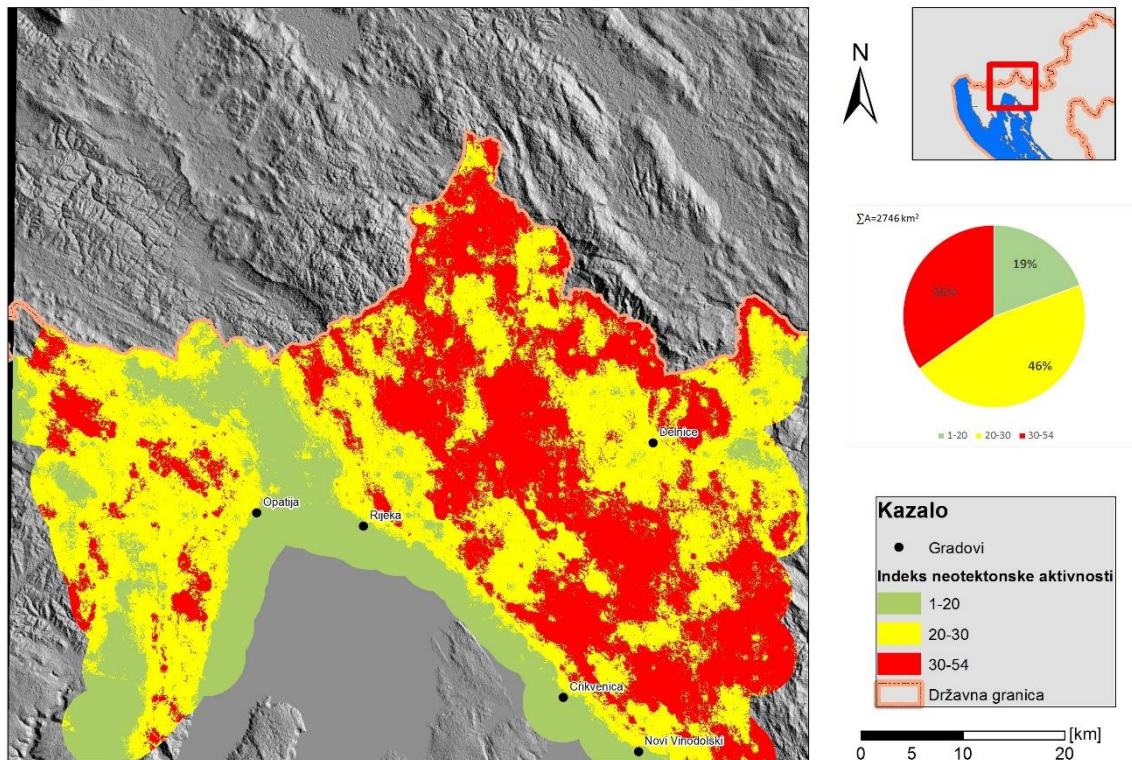 N
∑A=2746 km²
19%
46%
1-20 20-30 30-54
Delnice
Opatija
Rijeka
Crikvenica
Novi Vinodolski
Kazalo
Gradovi
Indeks neotektonske aktivnosti
1-20
20-30
30-54
Državna granica
[km]
0 5 10 20